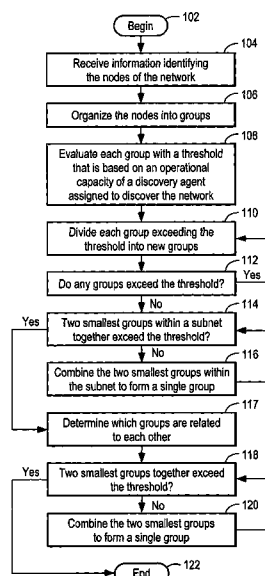 Begin
102
104
Receive information identifying
the nodes of the network
106
Organize the nodes into groups
108
Evaluate each group with a threshold
that is based on an operational
capacity of a discovery agent
assigned to discover the network
110
Divide each group exceeding the
threshold into new groups
112
Do any groups exceed the threshold?
Yes
No
114
Yes
Two smallest groups within a subnet
together exceed the threshold?
No
116
Combine the two smallest groups within
the subnet to form a single group
117
Determine which groups are related
to each other
118
Yes
Two smallest groups together exceed
the threshold?
No
120
Combine the two smallest groups
to form a single group
122
End